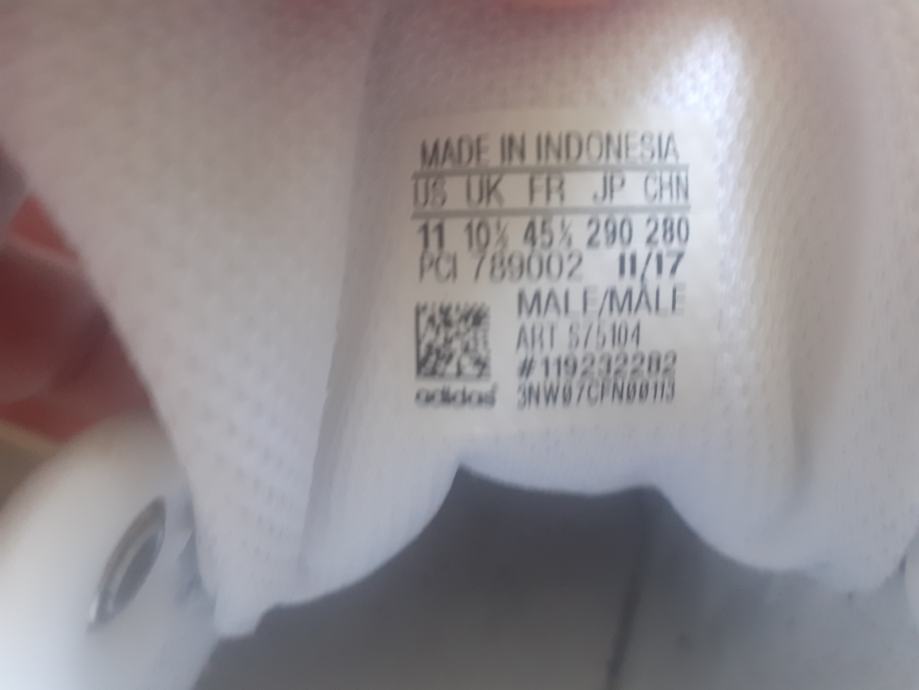 MADE IN INDONESIA
US UK FR JP CHN
11 10½ 45⅓ 290 280
PCI 789002 11/17
MALE/MÂLE
ART S75104
#119232282
adidas 3NW07CFN00113